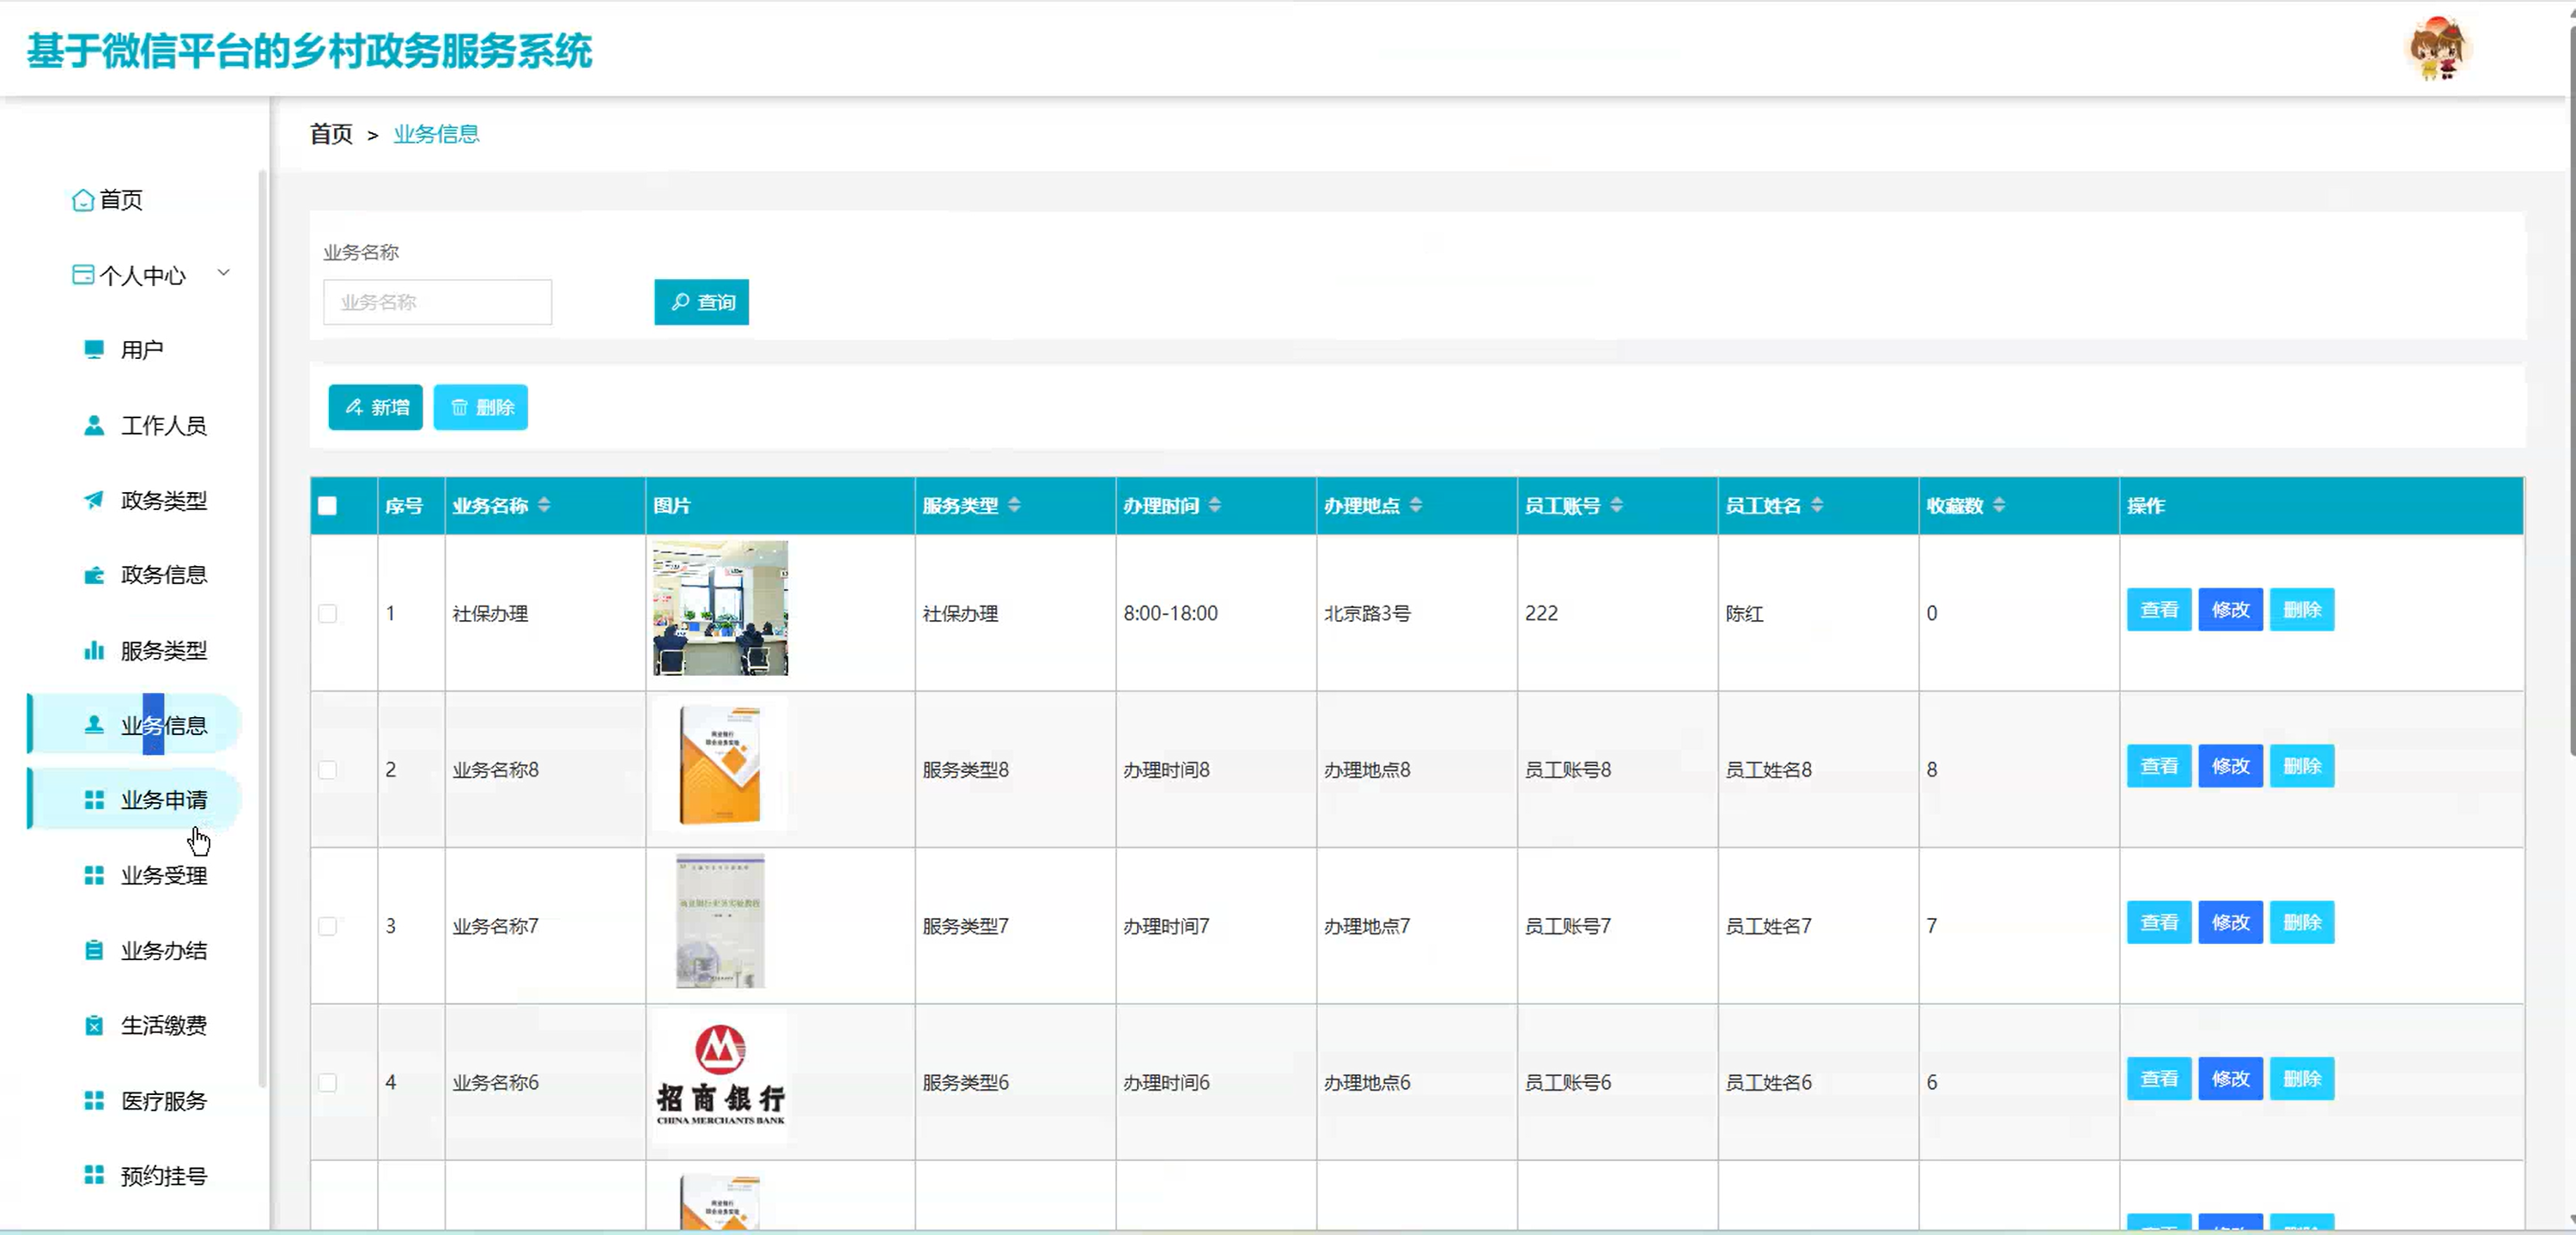 基于微信平台的乡村政务服务系统
首页 > 业务信息
首页
个人中心
用户
工作人员
政务类型
政务信息
服务类型
业务信息
业务申请
业务受理
业务办结
生活缴费
医疗服务
预约挂号
业务名称
业务名称
查询
新增 删除
序号 业务名称 图片 服务类型 办理时间 办理地点 员工账号 员工姓名 收藏数 操作
1 社保办理 社保办理 8:00-18:00 北京路3号 222 陈红 0 查看 修改 删除
2 业务名称8 服务类型8 办理时间8 办理地点8 员工账号8 员工姓名8 8 查看 修改 删除
3 业务名称7 服务类型7 办理时间7 办理地点7 员工账号7 员工姓名7 7 查看 修改 删除
4 业务名称6 服务类型6 办理时间6 办理地点6 员工账号6 员工姓名6 6 查看 修改 删除
招商銀行
CHINA MERCHANTS BANK